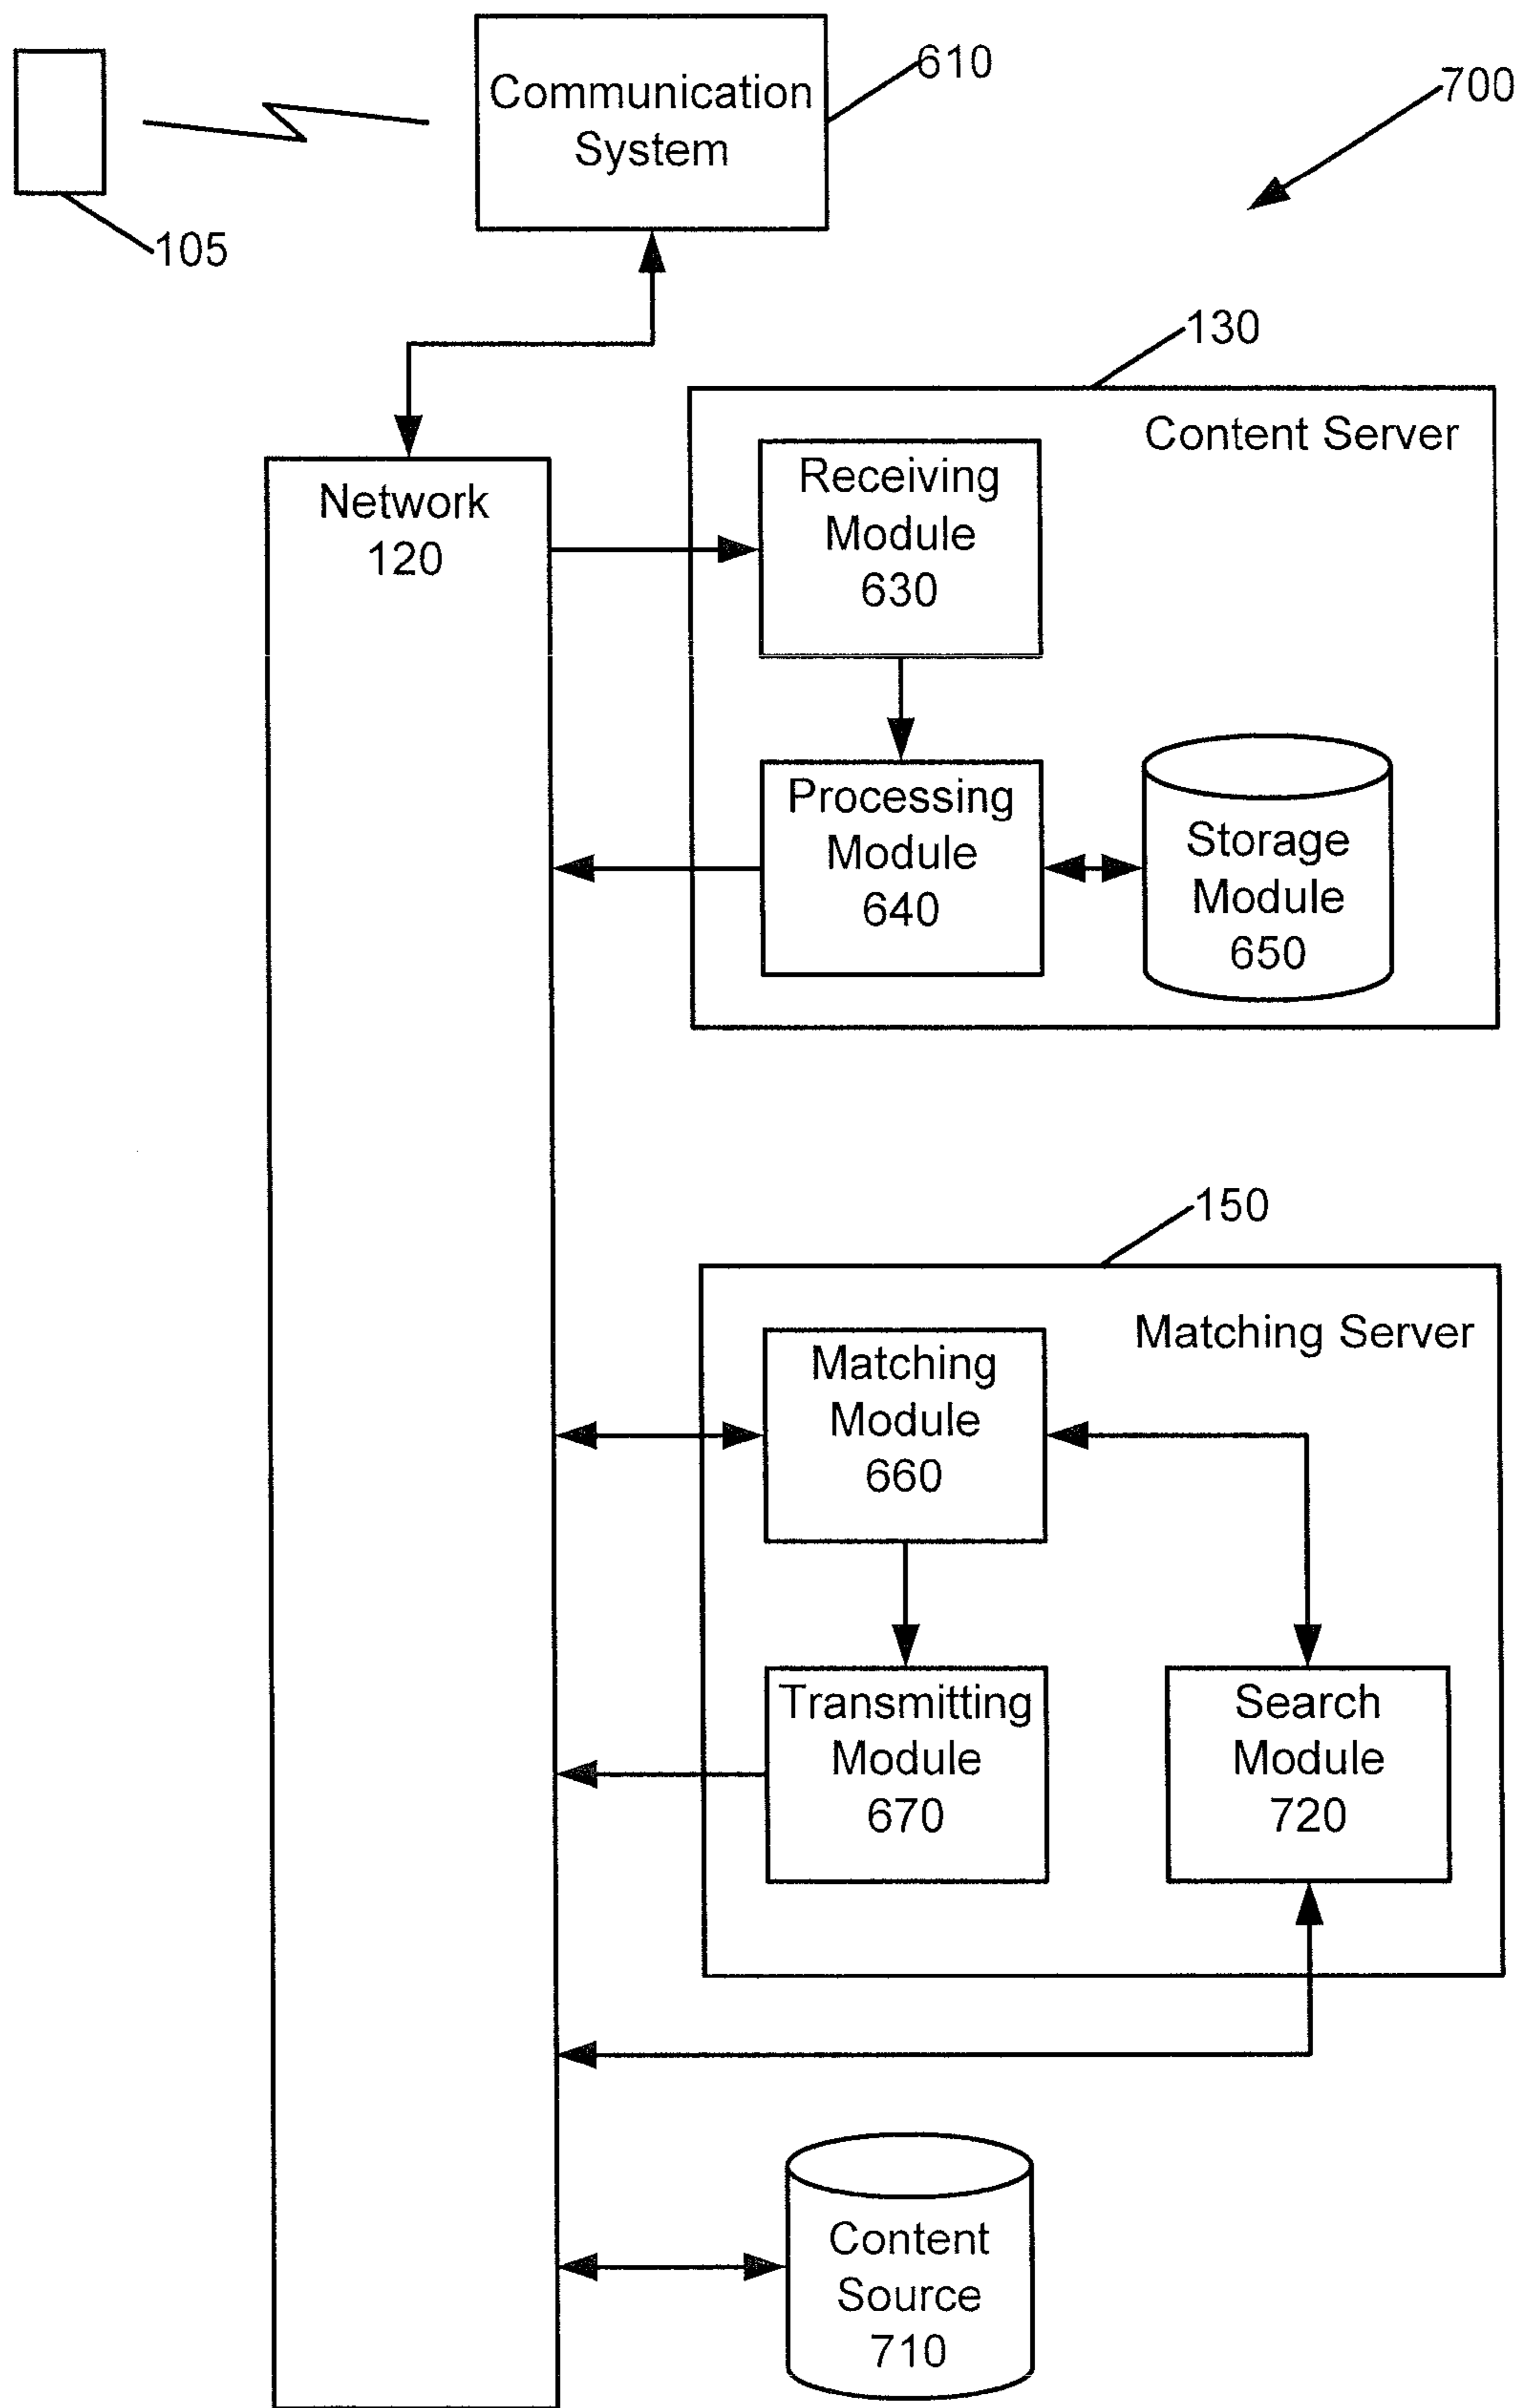 Communication
System
610
700
105
130
Content Server
Network
120
Receiving
Module
630
Processing
Module
640
Storage
Module
650
150
Matching Server
Matching
Module
660
Transmitting
Module
670
Search
Module
720
Content
Source
710